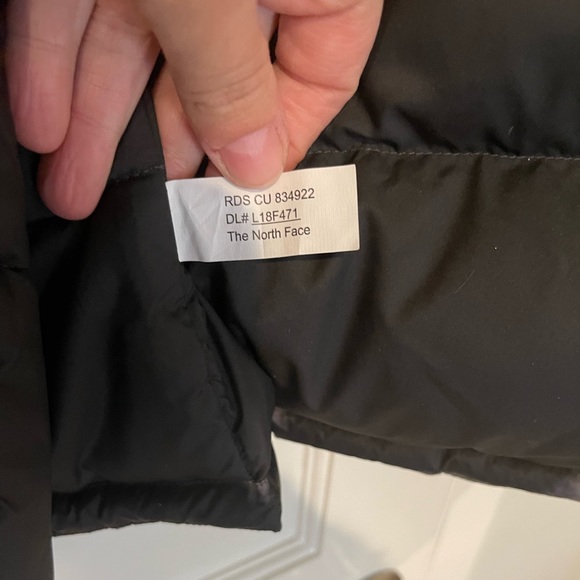 RDS CU 834922
DL# L18F471
The North Face